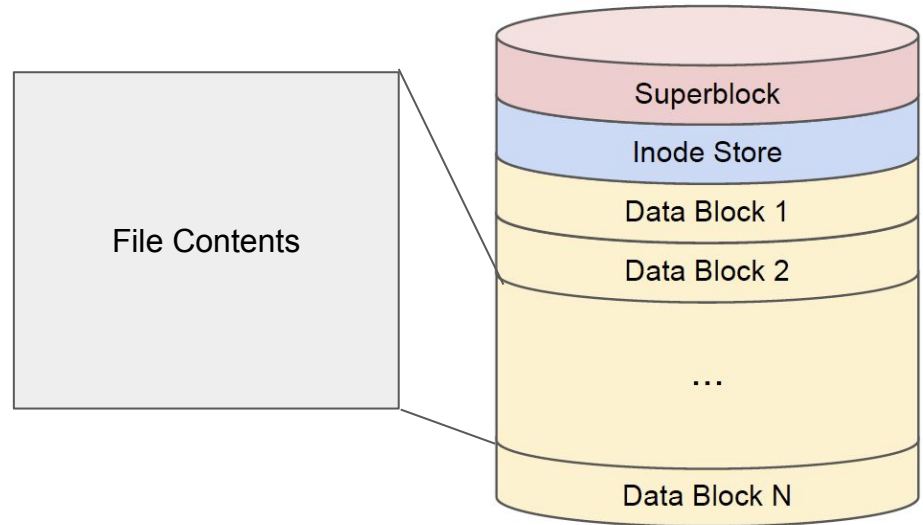 Superblock
Inode Store
Data Block 1
File Contents
Data Block 2
...
Data Block N